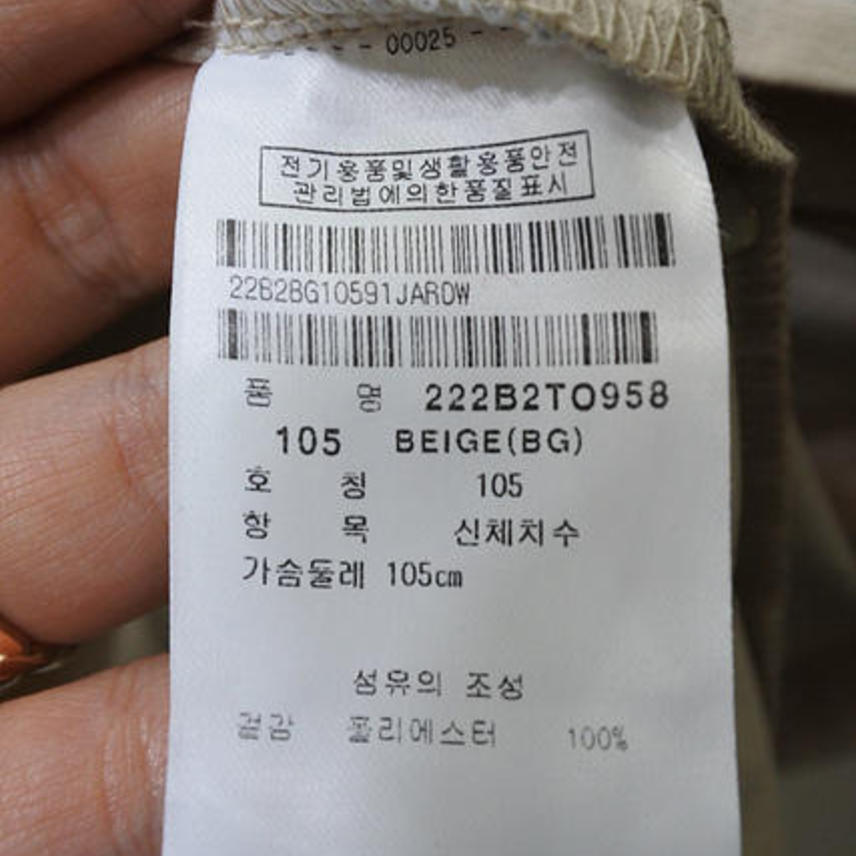 - 00025 -
전기용품및생활용품안전
관리법에의한품질표시
22B2BG10591JARDW
품 명 222B2TO958
105 BEIGE(BG)
호 칭 105
항 목 신체치수
가슴둘레 105cm
섬유의 조성
겉감 폴리에스터 100%